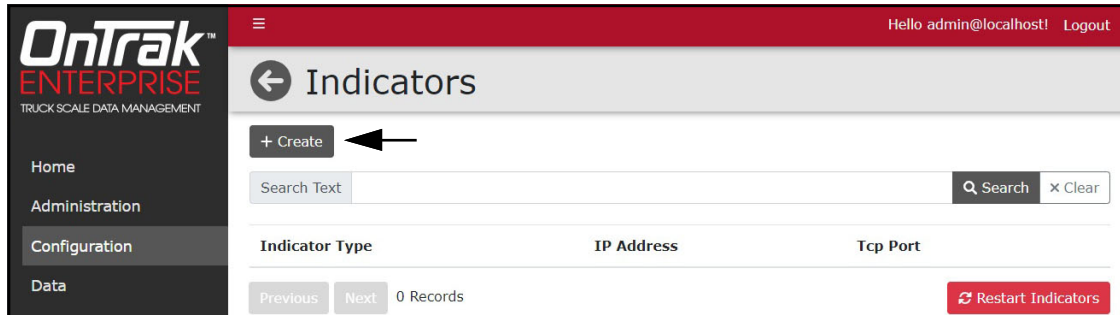 OnTrak™
ENTERPRISE
TRUCK SCALE DATA MANAGEMENT
Home
Administration
Configuration
Data
Hello admin@localhost! Logout
Indicators
+ Create
Search Text Search × Clear
Indicator Type IP Address Tcp Port
Previous Next 0 Records Restart Indicators